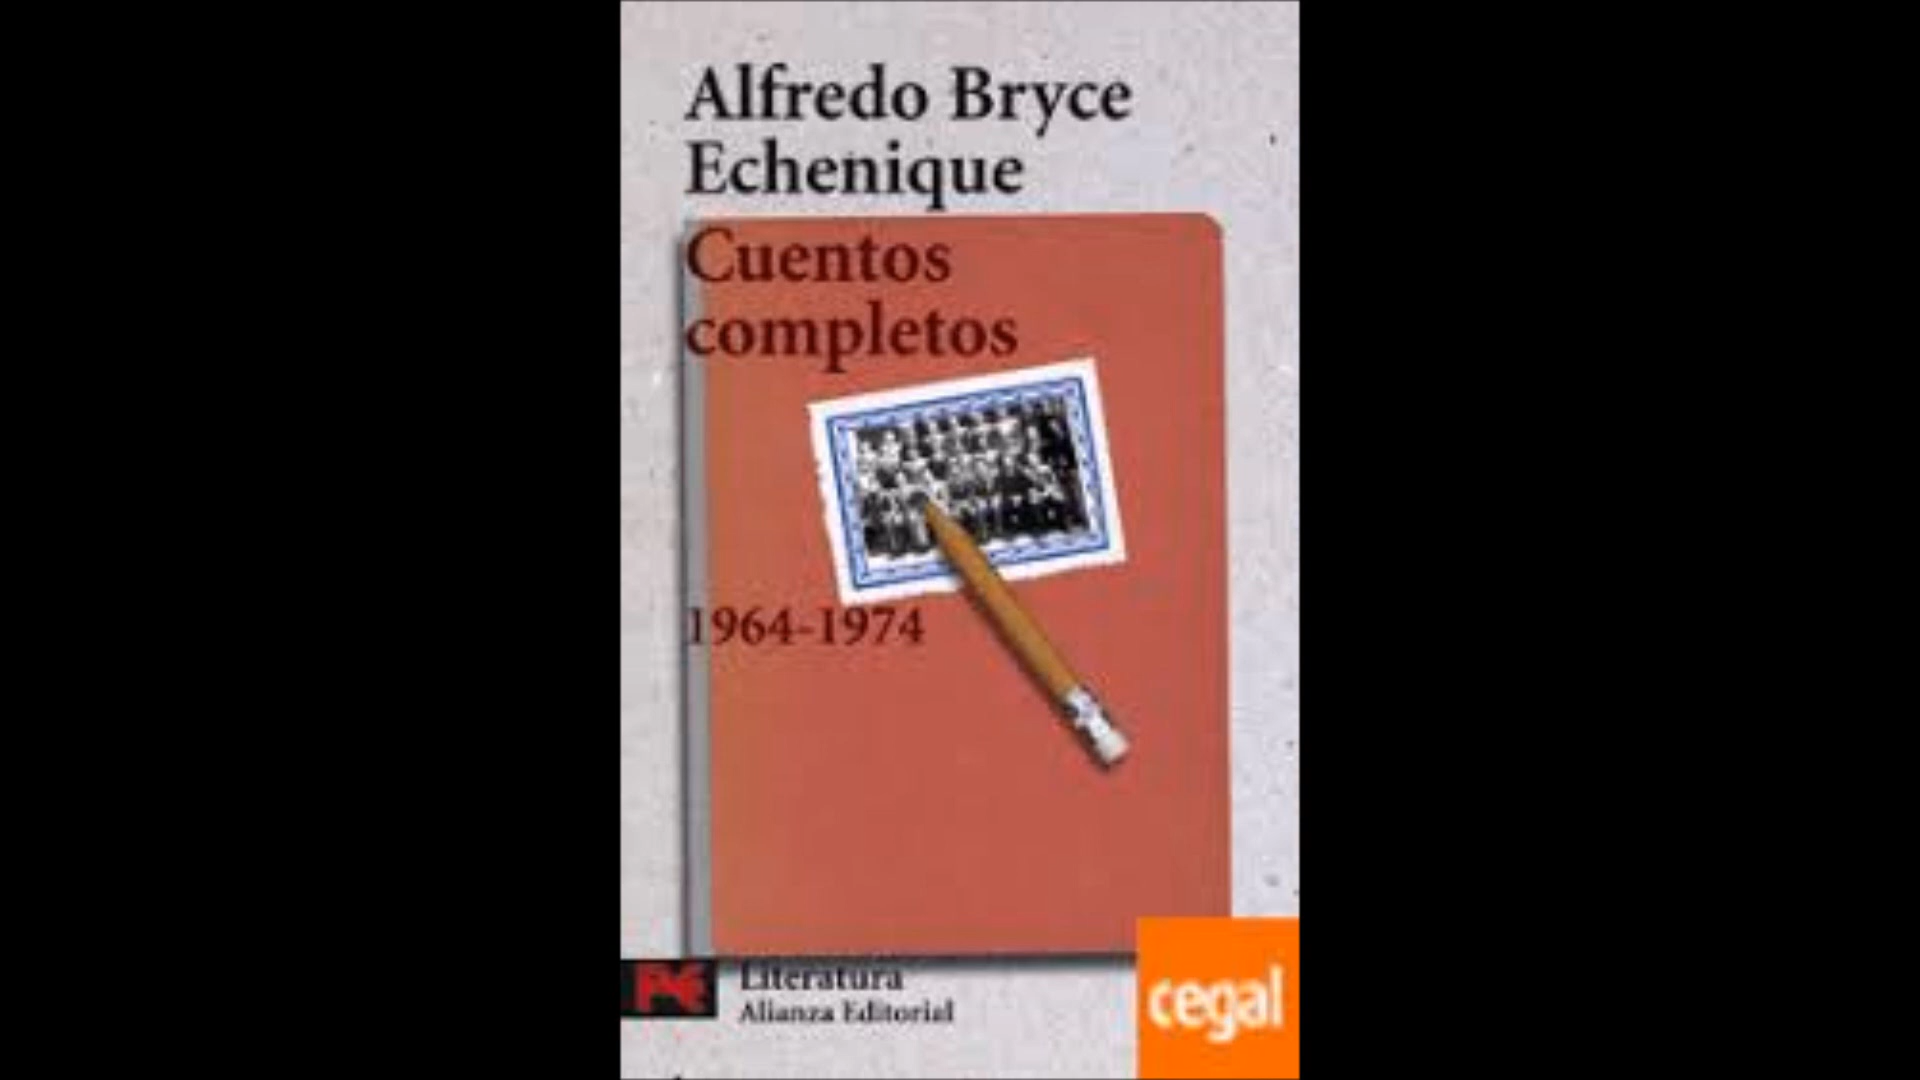 Alfredo Bryce
Echenique
Cuentos
completos
1964-1974
Literatura
Alianza Editorial
cegal